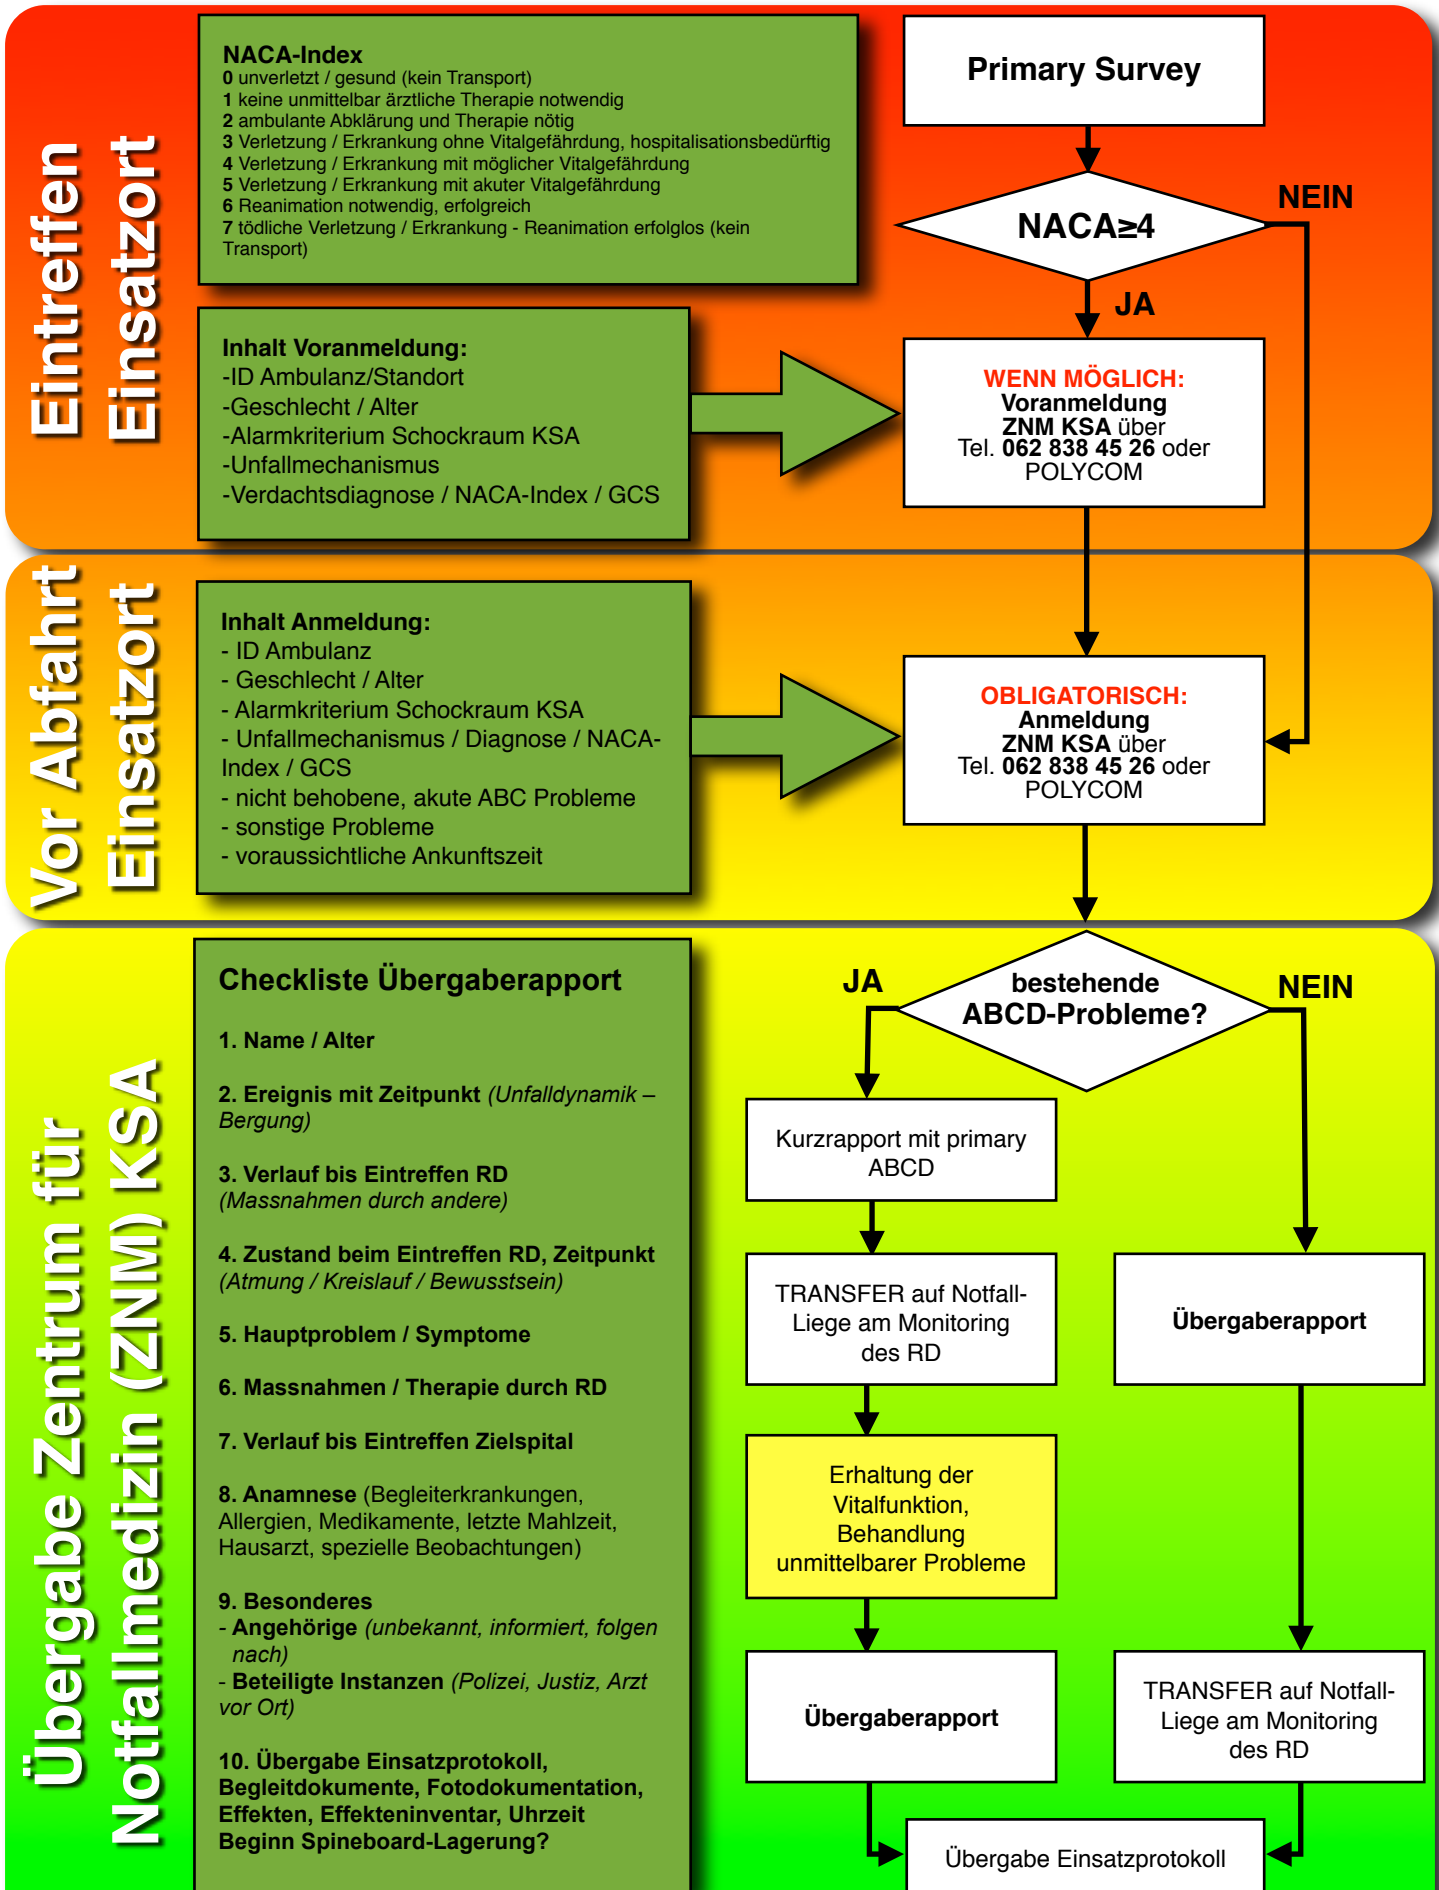 Eintreffen
Einsatzort
NACA-Index
0 unverletzt / gesund (kein Transport)
1 keine unmittelbar ärztliche Therapie notwendig
2 ambulante Abklärung und Therapie nötig
3 Verletzung / Erkrankung ohne Vitalgefährdung, hospitalisationsbedürftig
4 Verletzung / Erkrankung mit möglicher Vitalgefährdung
5 Verletzung / Erkrankung mit akuter Vitalgefährdung
6 Reanimation notwendig, erfolgreich
7 tödliche Verletzung / Erkrankung - Reanimation erfolglos (kein
Transport)
Primary Survey
NACA≥4
NEIN
JA
Inhalt Voranmeldung:
-ID Ambulanz/Standort
-Geschlecht / Alter
-Alarmkriterium Schockraum KSA
-Unfallmechanismus
-Verdachtsdiagnose / NACA-Index / GCS
WENN MÖGLICH:
Voranmeldung
ZNM KSA über
Tel. 062 838 45 26 oder
POLYCOM
Vor Abfahrt
Einsatzort
Inhalt Anmeldung:
- ID Ambulanz
- Geschlecht / Alter
- Alarmkriterium Schockraum KSA
- Unfallmechanismus / Diagnose / NACA-
Index / GCS
- nicht behobene, akute ABC Probleme
- sonstige Probleme
- voraussichtliche Ankunftszeit
OBLIGATORISCH:
Anmeldung
ZNM KSA über
Tel. 062 838 45 26 oder
POLYCOM
Übergabe Zentrum für
Notfallmedizin (ZNM) KSA
Checkliste Übergaberapport
1. Name / Alter
2. Ereignis mit Zeitpunkt (Unfalldynamik –
Bergung)
3. Verlauf bis Eintreffen RD
(Massnahmen durch andere)
4. Zustand beim Eintreffen RD, Zeitpunkt
(Atmung / Kreislauf / Bewusstsein)
5. Hauptproblem / Symptome
6. Massnahmen / Therapie durch RD
7. Verlauf bis Eintreffen Zielspital
8. Anamnese (Begleiterkrankungen,
Allergien, Medikamente, letzte Mahlzeit,
Hausarzt, spezielle Beobachtungen)
9. Besonderes
- Angehörige (unbekannt, informiert, folgen
nach)
- Beteiligte Instanzen (Polizei, Justiz, Arzt
vor Ort)
10. Übergabe Einsatzprotokoll,
Begleitdokumente, Fotodokumentation,
Effekten, Effekteninventar, Uhrzeit
Beginn Spineboard-Lagerung?
bestehende
ABCD-Probleme?
JA
NEIN
Kurzrapport mit primary
ABCD
TRANSFER auf Notfall-
Liege am Monitoring
des RD
Erhaltung der
Vitalfunktion,
Behandlung
unmittelbarer Probleme
Übergaberapport
Übergaberapport
TRANSFER auf Notfall-
Liege am Monitoring
des RD
Übergabe Einsatzprotokoll